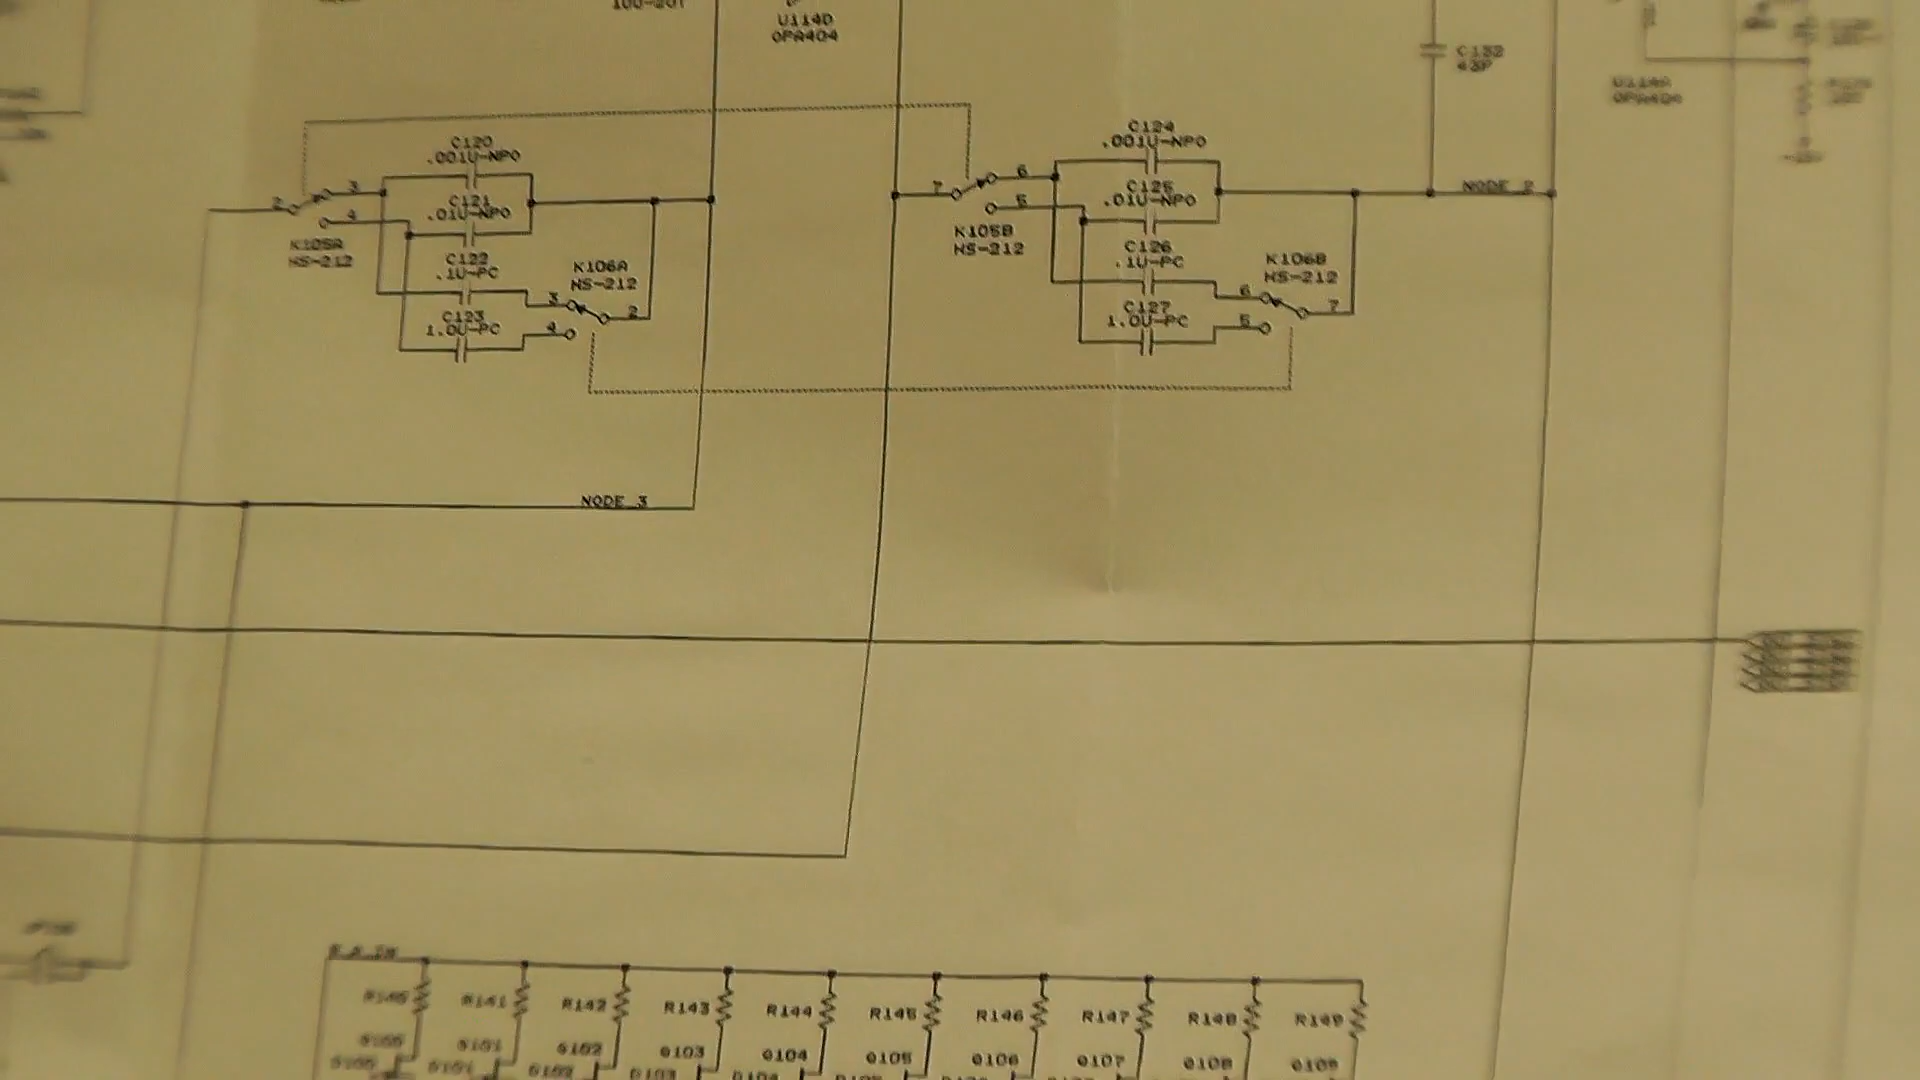 U114D
OPA404
C132
43P
U114A
OPA404
C120
.001U-NPO
C121
.01U-NPO
C122
.1U-PC
C123
1.0U-PC
2
3
4
K105A
HS-212
K106A
HS-212
3
4
2
C124
.001U-NPO
C125
.01U-NPO
C126
.1U-PC
C127
1.0U-PC
7
6
5
K105B
HS-212
K106B
HS-212
6
5
7
NODE 2
NODE 3
R140 R141 R142 R143 R144 R145 R146 R147 R148 R149
Q102 Q103 Q104 Q105 Q106 Q107 Q108 Q109